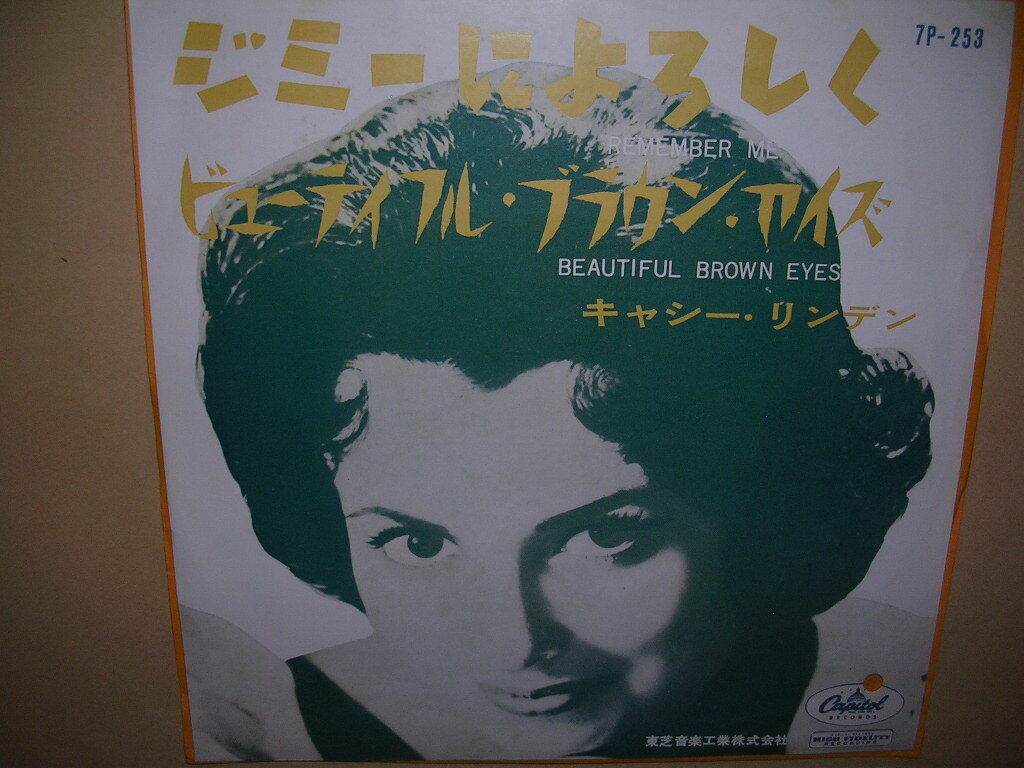 7P-253
ジミーによろしく
REMEMBER ME
ビューティフル・ブラウン・アイズ
BEAUTIFUL BROWN EYES
キャシー・リンデン
Capitol
RECORDS
HIGH FIDELITY
RECORDING
東芝音楽工業株式会社